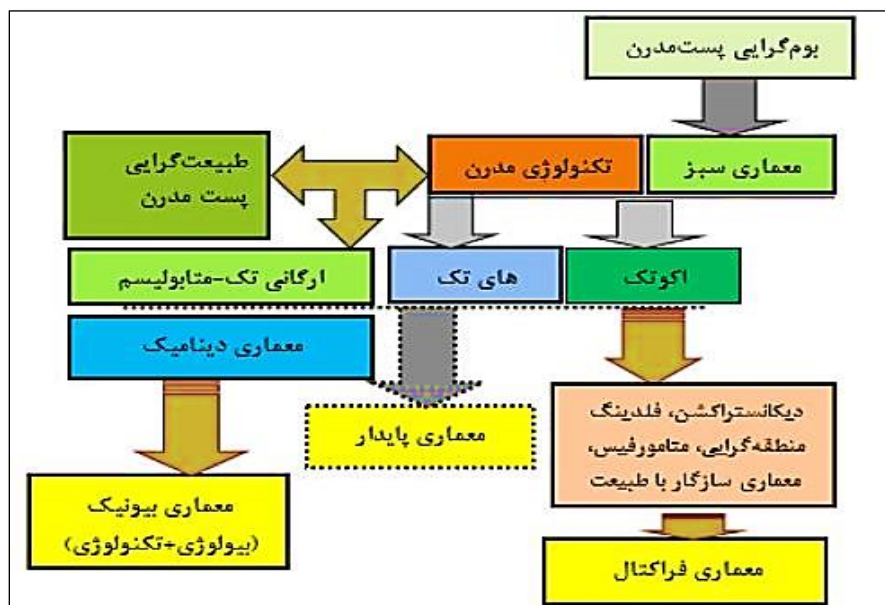 بوم‌گرایی پست‌مدرن
معماری سبز
تکنولوژی مدرن
طبیعت‌گرایی
پست مدرن
اکوتک
های تک
ارگانی تک-متابولیسم
معماری دینامیک
دیکانستراکشن، فلدینگ
منطقه‌گرایی، متامورفیس،
معماری سازگار با طبیعت
معماری پایدار
معماری بیونیک
(بیولوژی+تکنولوژی)
معماری فراکتال